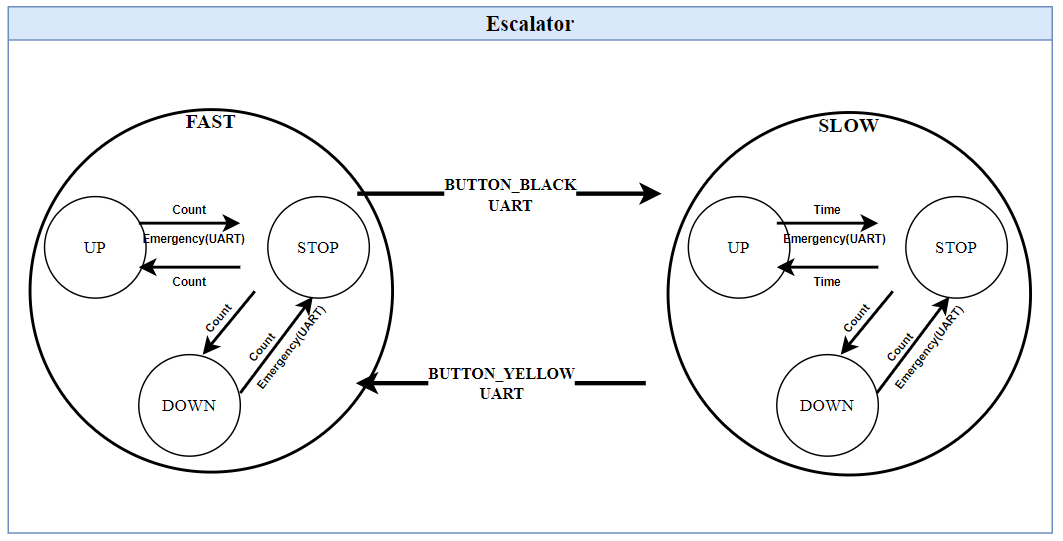 Escalator
FAST
UP
Count
Emergency(UART)
Count
STOP
Count
Count
Emergency(UART)
DOWN
BUTTON_BLACK
UART
BUTTON_YELLOW
UART
SLOW
UP
Time
Emergency(UART)
Time
STOP
Count
Count
Emergency(UART)
DOWN